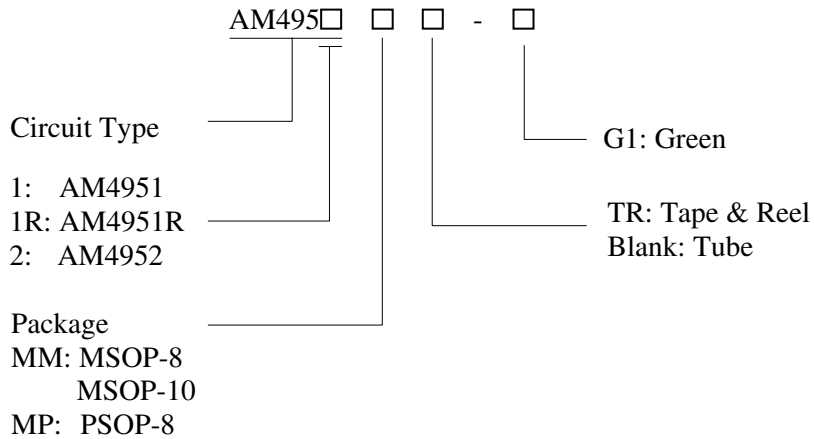 AM495□ □ □ - □
Circuit Type
1: AM4951
1R: AM4951R
2: AM4952
Package
MM: MSOP-8
MSOP-10
MP: PSOP-8
G1: Green
TR: Tape & Reel
Blank: Tube